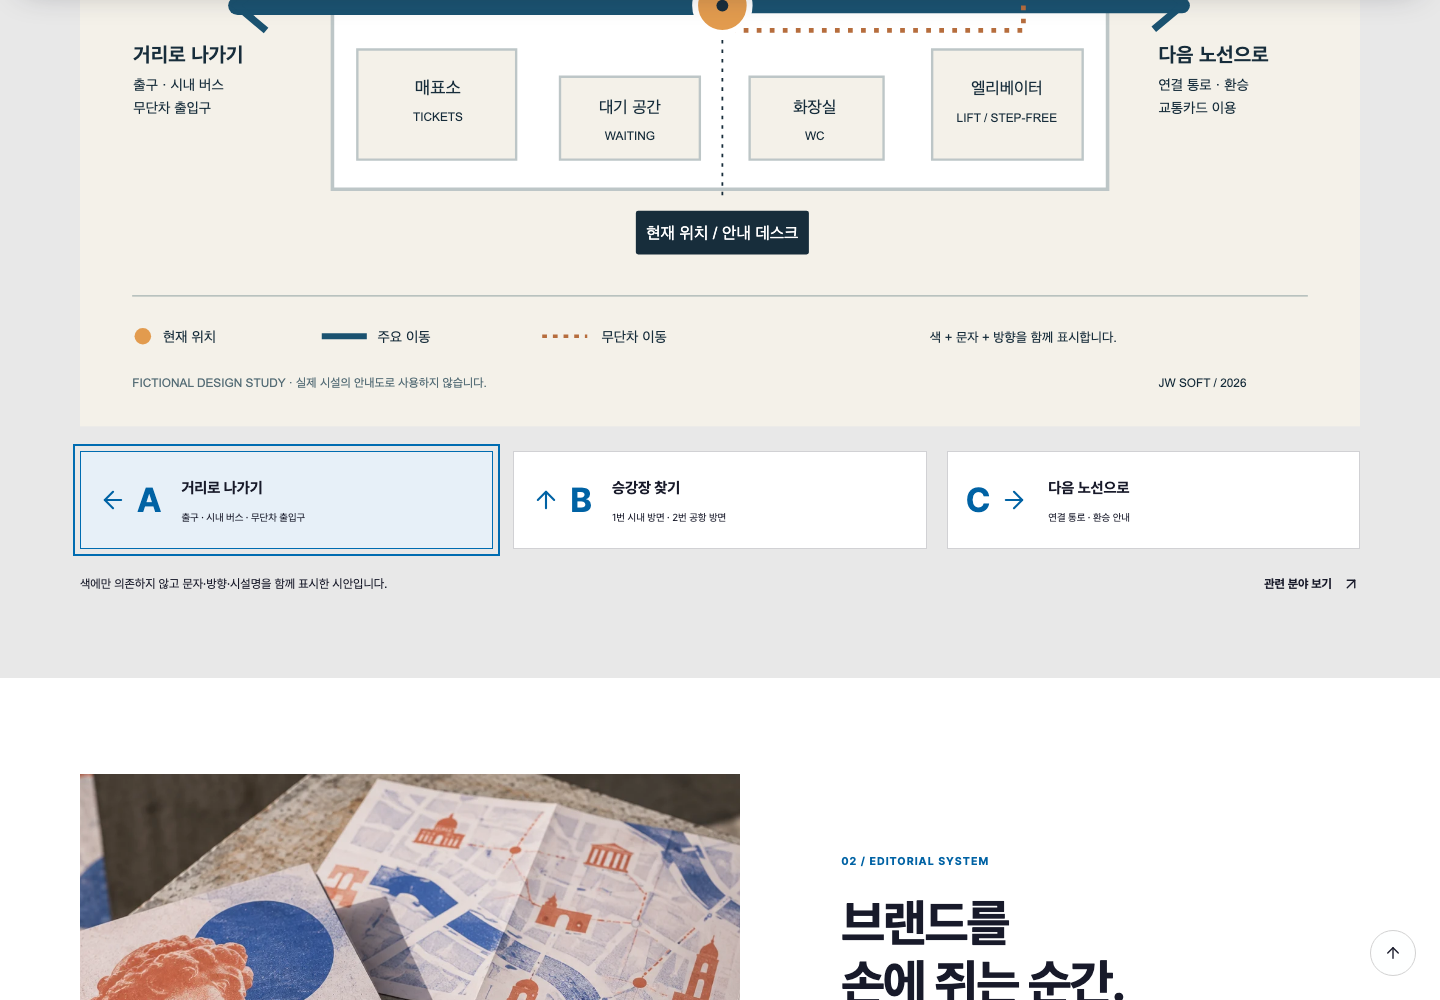 거리로 나가기
출구 · 시내 버스
무단차 출입구
매표소
TICKETS
대기 공간
WAITING
화장실
WC
엘리베이터
LIFT / STEP-FREE
다음 노선으로
연결 통로 · 환승
교통카드 이용
현재 위치 / 안내 데스크
현재 위치
주요 이동
무단차 이동
색 + 문자 + 방향을 함께 표시합니다.
FICTIONAL DESIGN STUDY · 실제 시설의 안내도로 사용하지 않습니다.
JW SOFT / 2026
← A
거리로 나가기
출구 · 시내 버스 · 무단차 출입구
↑ B
승강장 찾기
1번 시내 방면 · 2번 공항 방면
C →
다음 노선으로
연결 통로 · 환승 안내
색에만 의존하지 않고 문자·방향·시설명을 함께 표시한 시안입니다.
관련 분야 보기 ↗
02 / EDITORIAL SYSTEM
브랜드를
손에 쥐는 순간.
↑